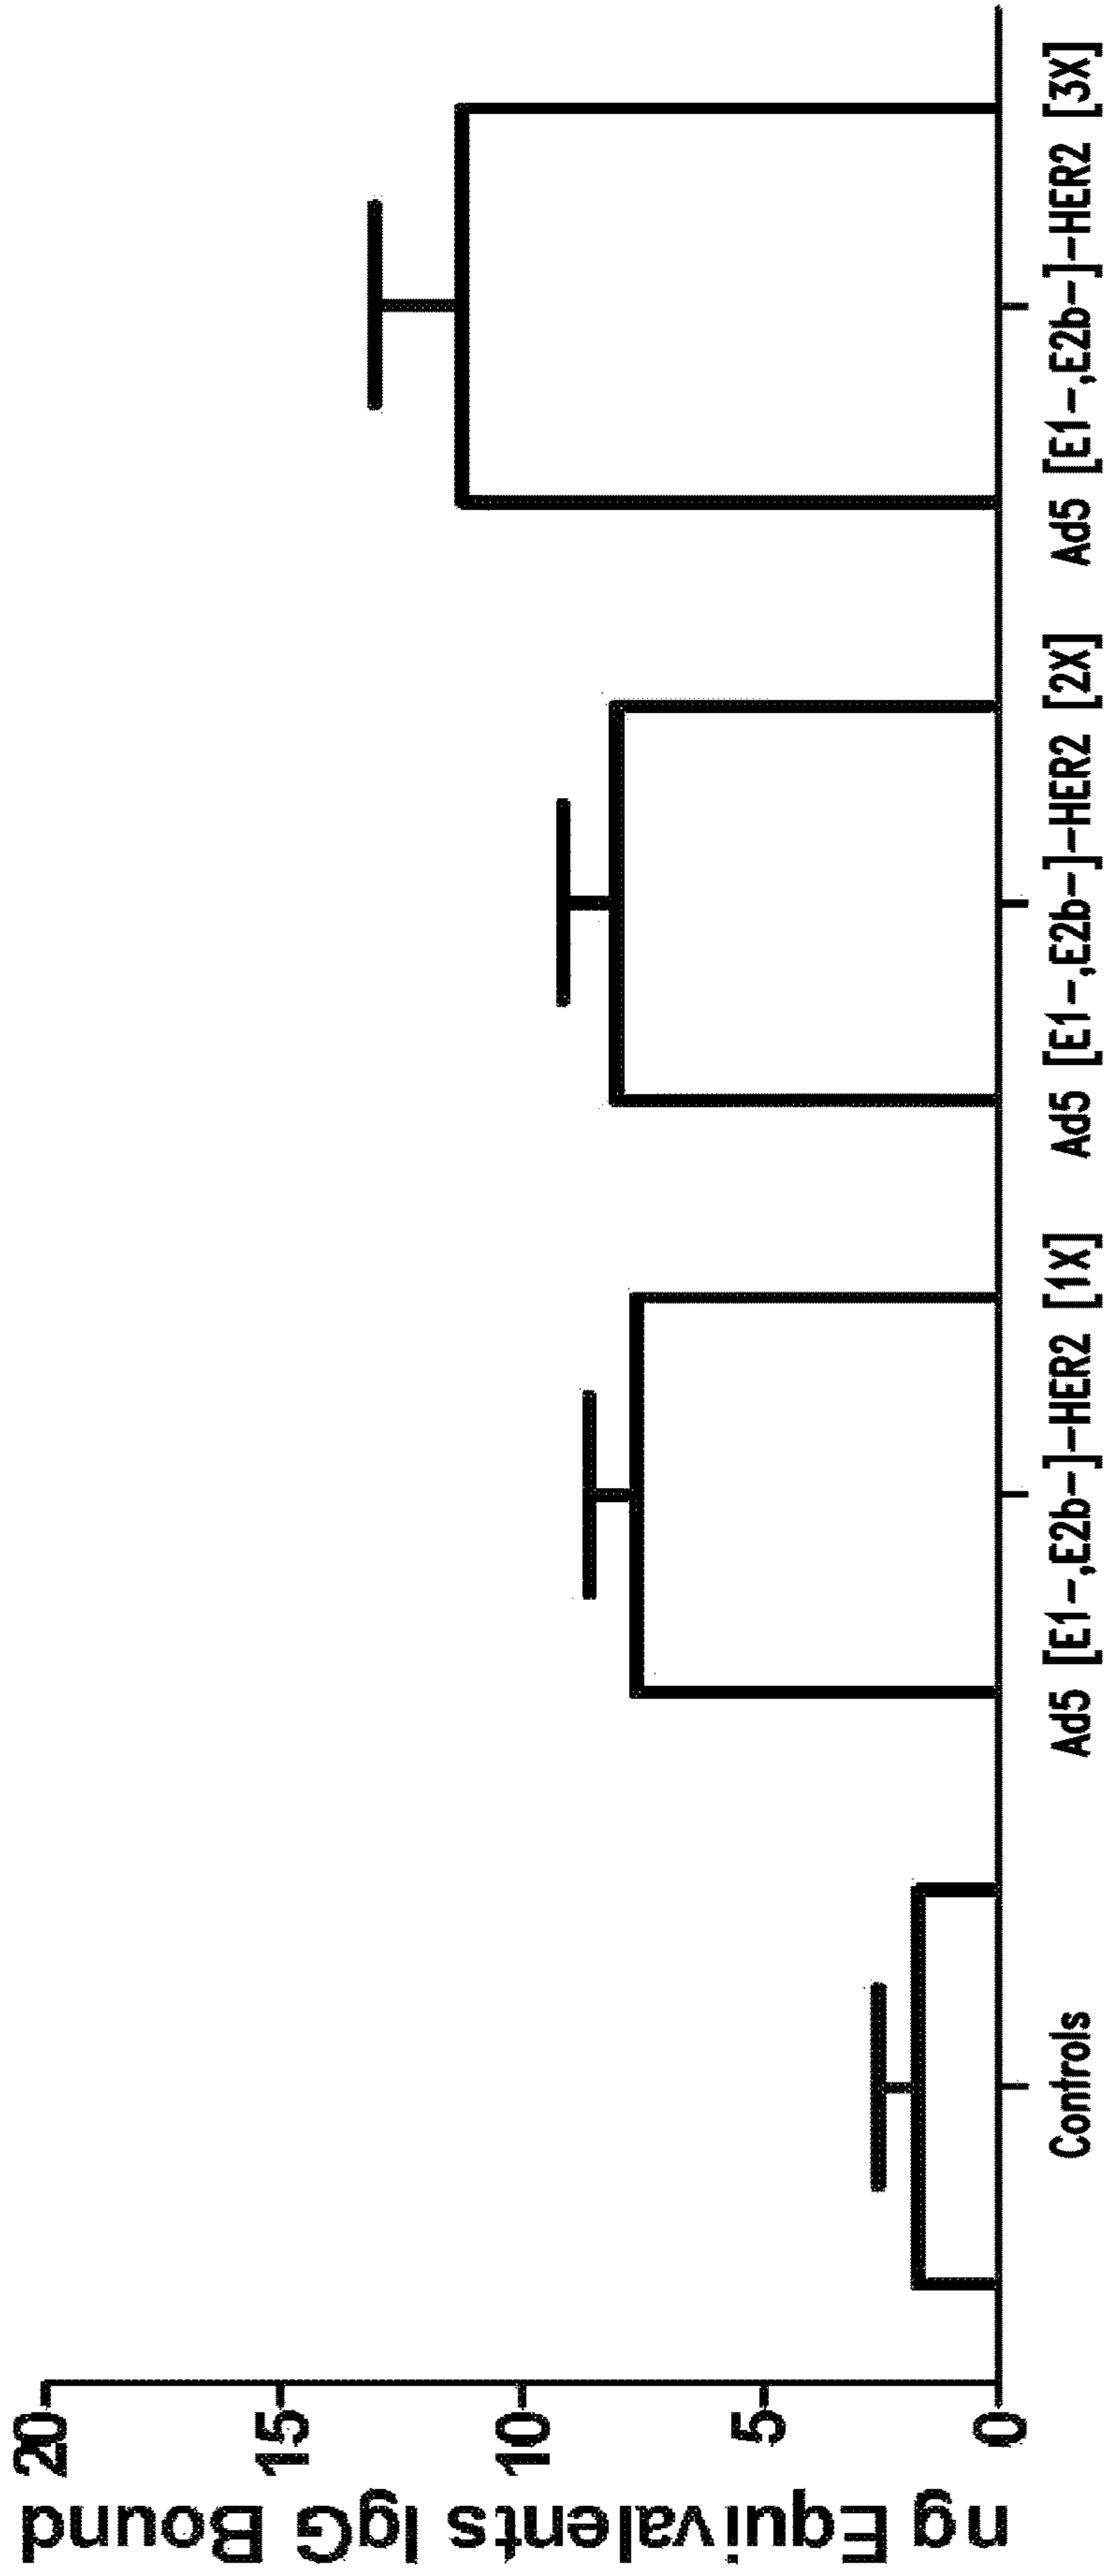 ng Equivalents IgG Bound
20
15
10
5
0
Controls
Ad5 [E1-,E2b-]-HER2 [1X]
Ad5 [E1-,E2b-]-HER2 [2X]
Ad5 [E1-,E2b-]-HER2 [3X]